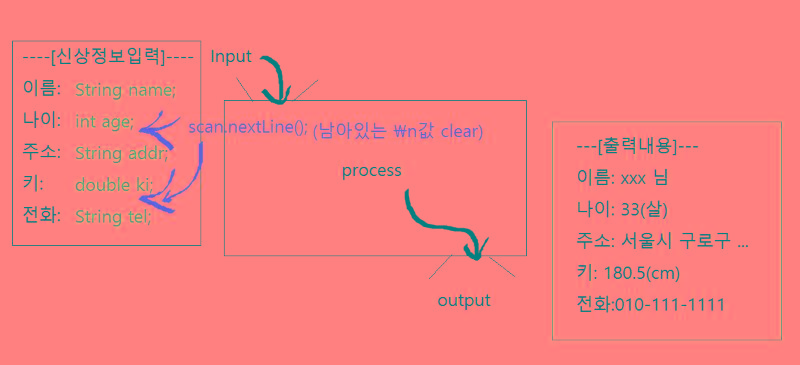 ----[신상정보입력]----
이름: String name;
나이: int age;
주소: String addr;
키: double ki;
전화: String tel;
Input
scan.nextLine(); (남아있는 ₩n값 clear)
process
output
---[출력내용]---
이름: xxx 님
나이: 33(살)
주소: 서울시 구로구 ...
키: 180.5(cm)
전화:010-111-1111